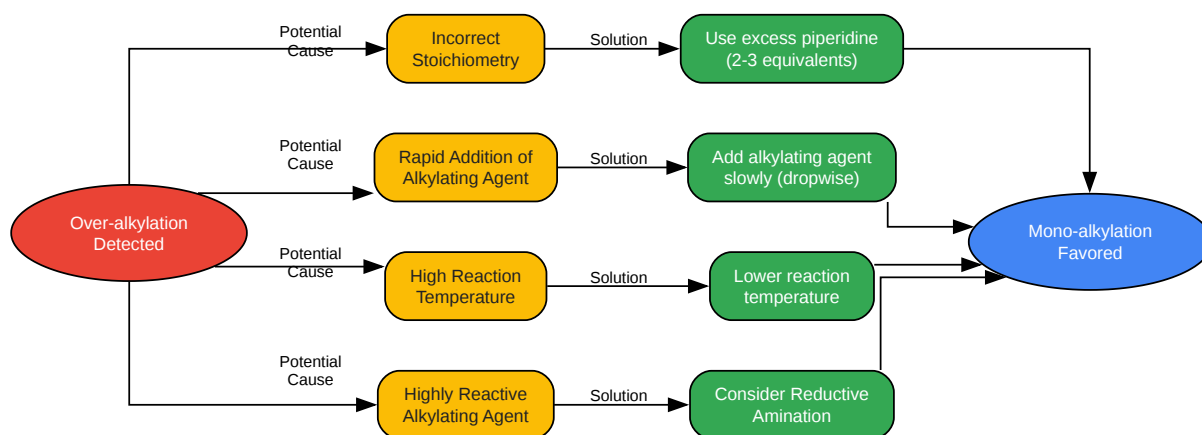 Potential
Cause
Incorrect
Stoichiometry
Solution
Use excess piperidine
(2-3 equivalents)
Potential
Cause
Rapid Addition of
Alkylating Agent
Solution
Add alkylating agent
slowly (dropwise)
Over-alkylation
Detected
Mono-alkylation
Favored
Potential
Cause
High Reaction
Temperature
Solution
Lower reaction
temperature
Potential
Cause
Highly Reactive
Alkylating Agent
Solution
Consider Reductive
Amination